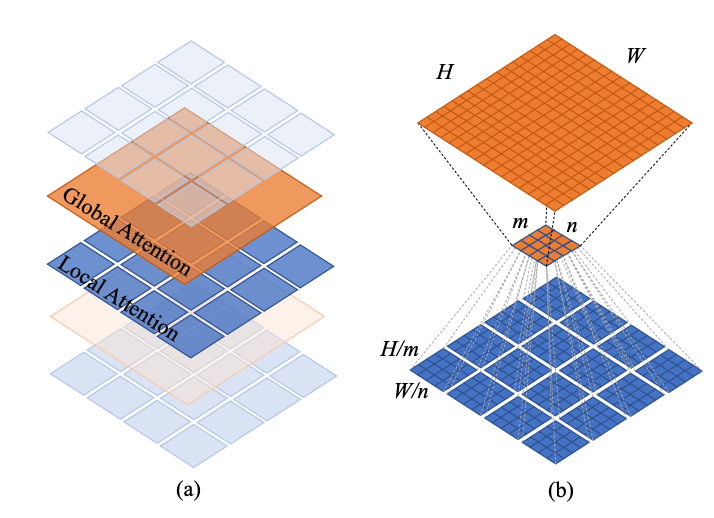 Global Attention
Local Attention
(a)
H
W
m
n
H/m
W/n
(b)